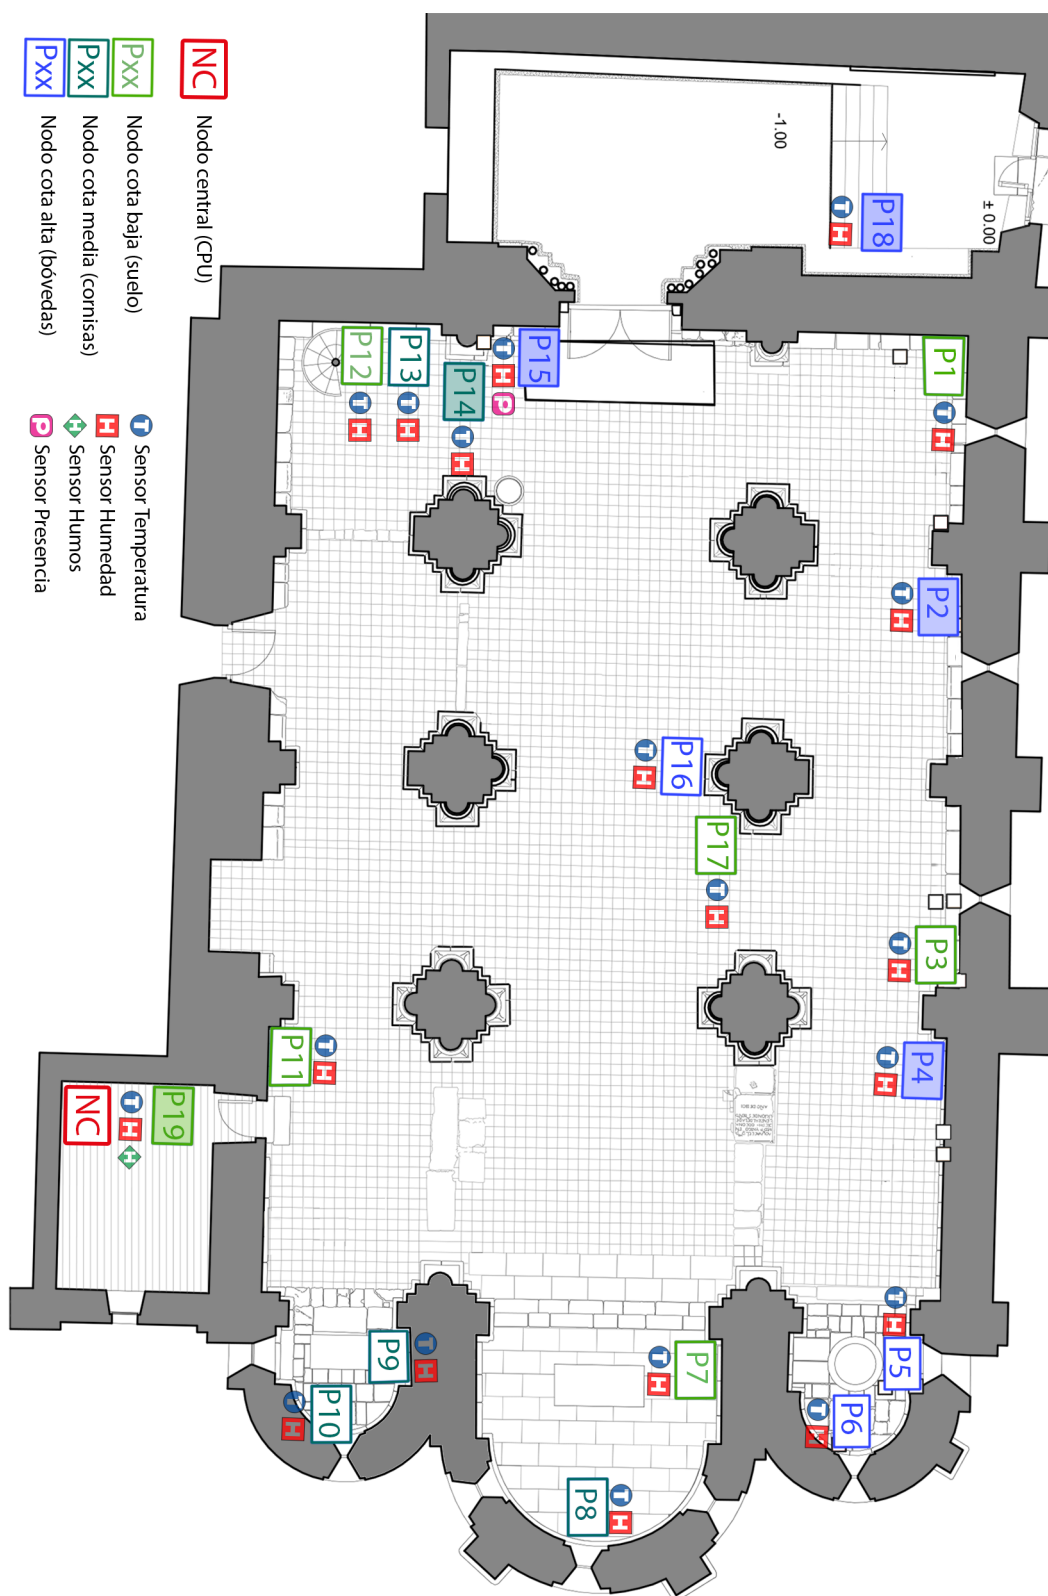 NC Nodo central (CPU)
Pxx Nodo cota baja (suelo)
Pxx Nodo cota media (cornisas)
Pxx Nodo cota alta (bóvedas)
T Sensor Temperatura
H Sensor Humedad
H Sensor Humos
P Sensor Presencia
-1.00
± 0.00
P18
T H
P1
T H
P15
T H P
P14
T H
P13
T H
P12
T H
P2
T H
P16
T H
P17
T H
P3
T H
P4
T H
P11
T H
P19
T H H
NC
P5
T H
P6
T H
P7
T H
P8
T H
P9
T H
P10
T H